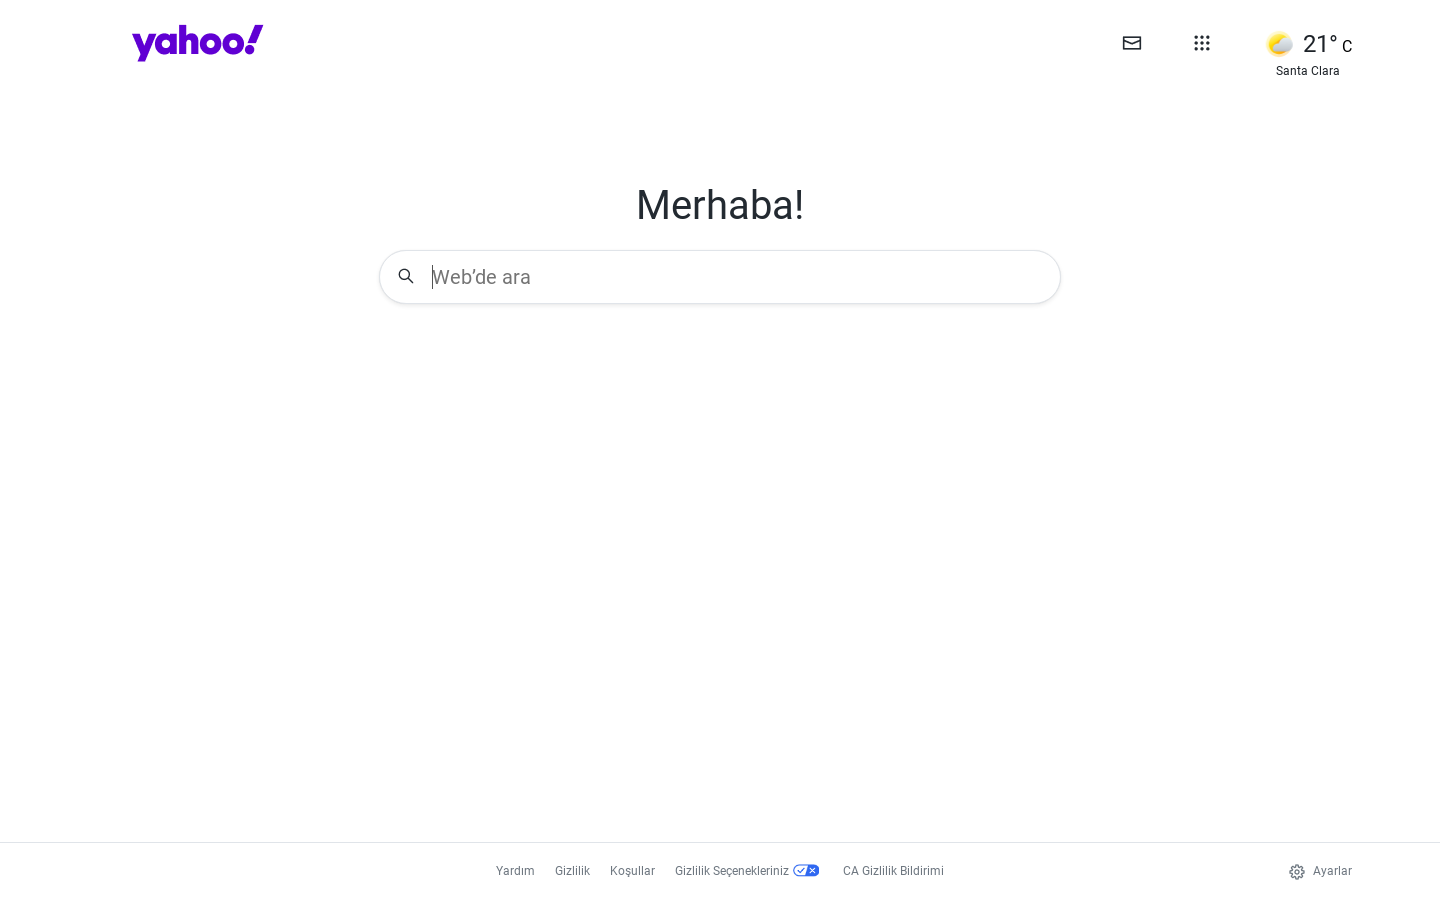 yahoo!
21° C
Santa Clara
Merhaba!
Web’de ara
Yardım
Gizlilik
Koşullar
Gizlilik Seçenekleriniz
CA Gizlilik Bildirimi
Ayarlar